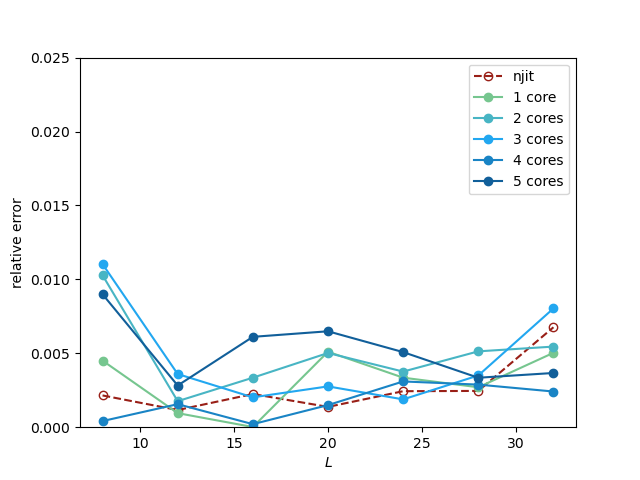 0.025
0.020
0.015
0.010
0.005
0.000
relative error
10 15 20 25 30
L
njit
1 core
2 cores
3 cores
4 cores
5 cores